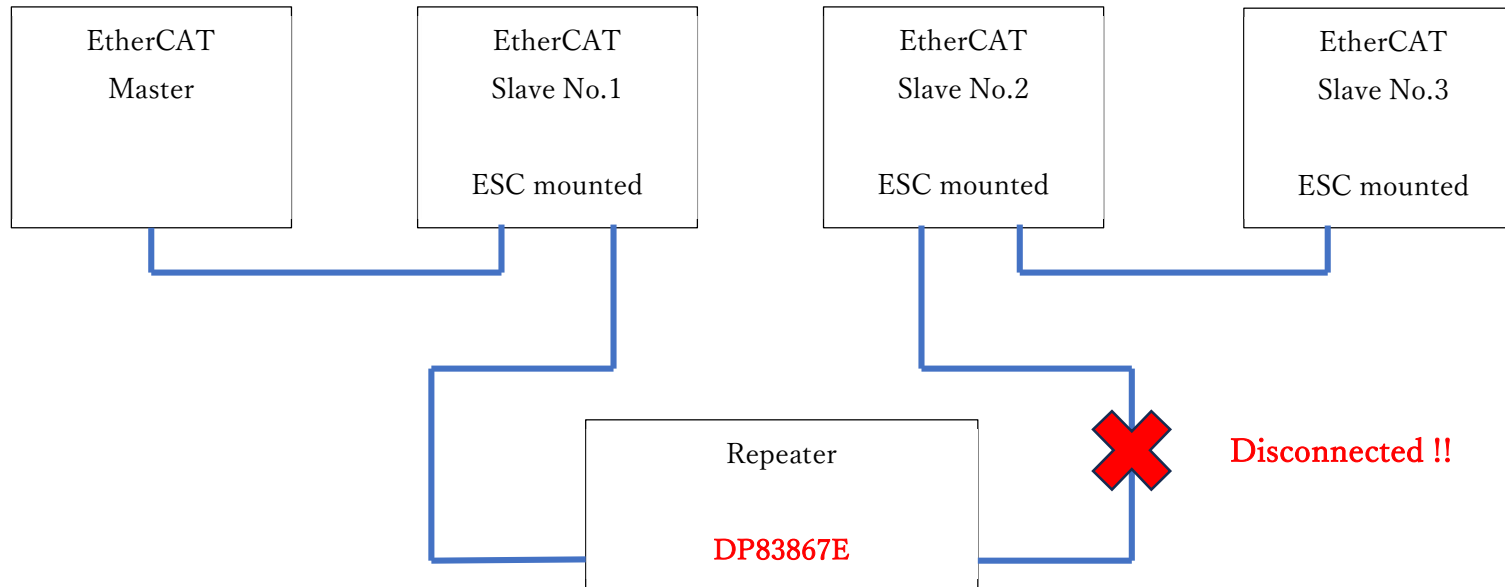 EtherCAT
Master
EtherCAT
Slave No.1
ESC mounted
EtherCAT
Slave No.2
ESC mounted
EtherCAT
Slave No.3
ESC mounted
Repeater
DP83867E
Disconnected !!